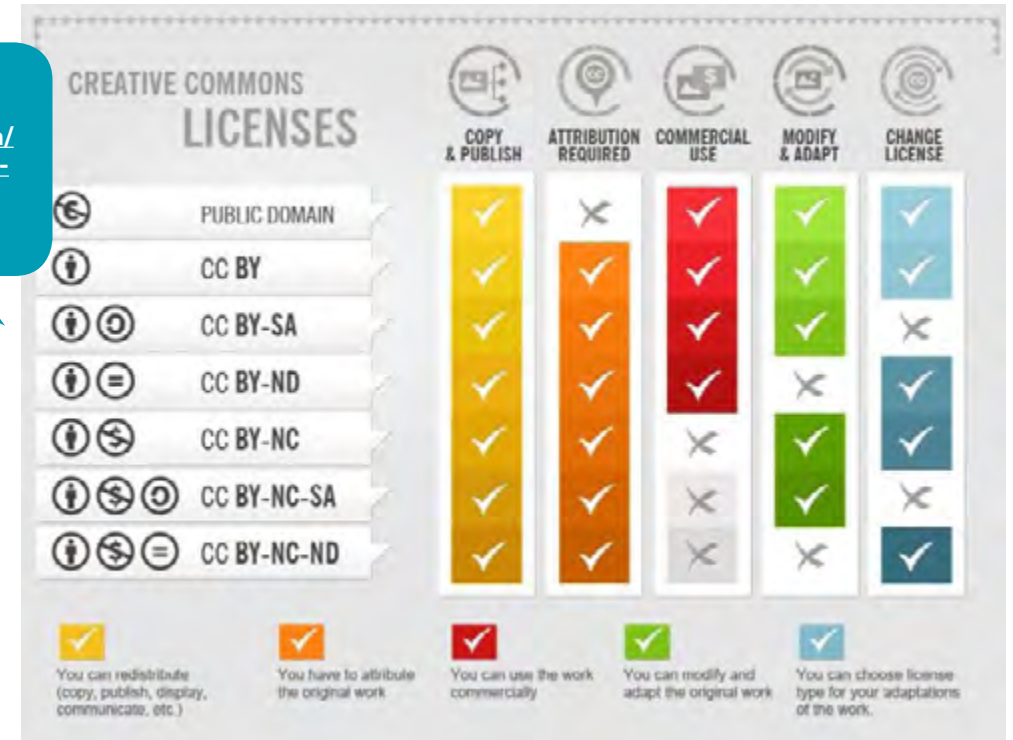 n/
-
CREATIVE COMMONS
LICENSES
COPY
& PUBLISH
ATTRIBUTION
REQUIRED
COMMERCIAL
USE
MODIFY
& ADAPT
CHANGE
LICENSE
PUBLIC DOMAIN
CC BY
CC BY-SA
CC BY-ND
CC BY-NC
CC BY-NC-SA
CC BY-NC-ND
You can redistribute
(copy, publish, display,
communicate, etc.)
You have to attribute
the original work
You can use the work
commercially
You can modify and
adapt the original work
You can choose license
type for your adaptations
of the work.